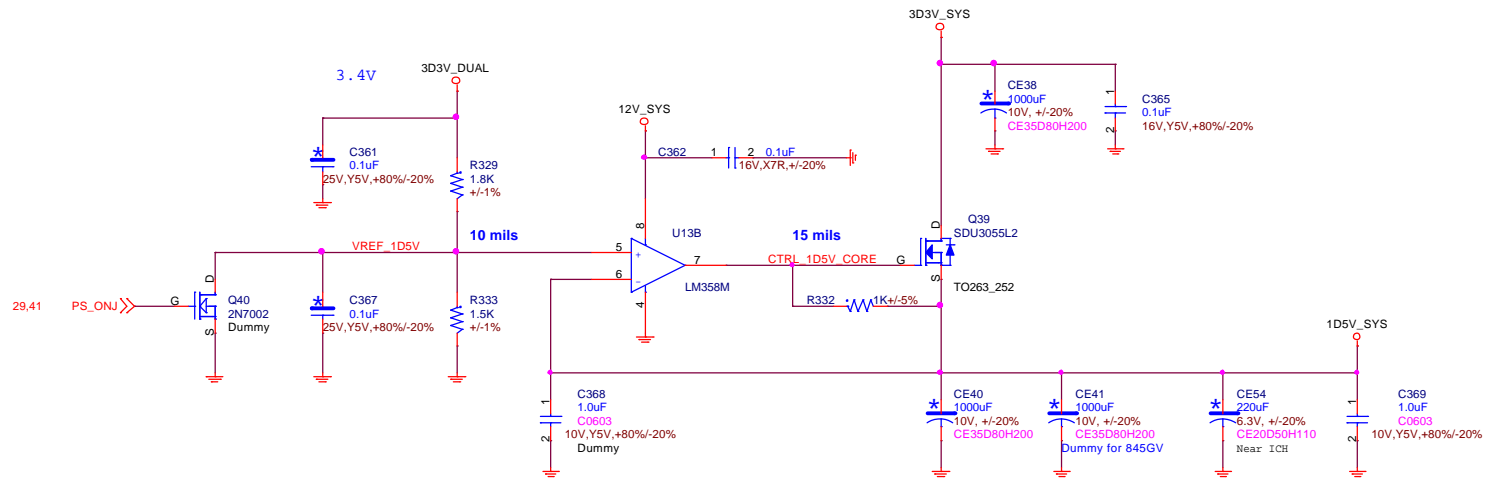 3D3V_SYS
3.4V
3D3V_DUAL
12V_SYS
CE38
1000uF
10V, +/-20%
CE35D80H200
1
C365
0.1uF
2
16V,Y5V,+80%/-20%
C361
0.1uF
25V,Y5V,+80%/-20%
R329
1.8K
+/-1%
C362
1
2
0.1uF
16V,X7R,+/-20%
8
U13B
5
+
6
-
7
LM358M
4
VREF_1D5V
10 mils
15 mils
CTRL_1D5V_CORE
G
D
S
Q39
SDU3055L2
TO263_252
R332
1K+/-5%
29,41
PS_ONJ
G
D
S
Q40
2N7002
Dummy
C367
0.1uF
25V,Y5V,+80%/-20%
R333
1.5K
+/-1%
1D5V_SYS
1
2
C368
1.0uF
C0603
10V,Y5V,+80%/-20%
Dummy
CE40
1000uF
10V, +/-20%
CE35D80H200
CE41
1000uF
10V, +/-20%
CE35D80H200
Dummy for 845GV
CE54
220uF
6.3V, +/-20%
CE20D50H110
Near ICH
1
2
C369
1.0uF
C0603
10V,Y5V,+80%/-20%